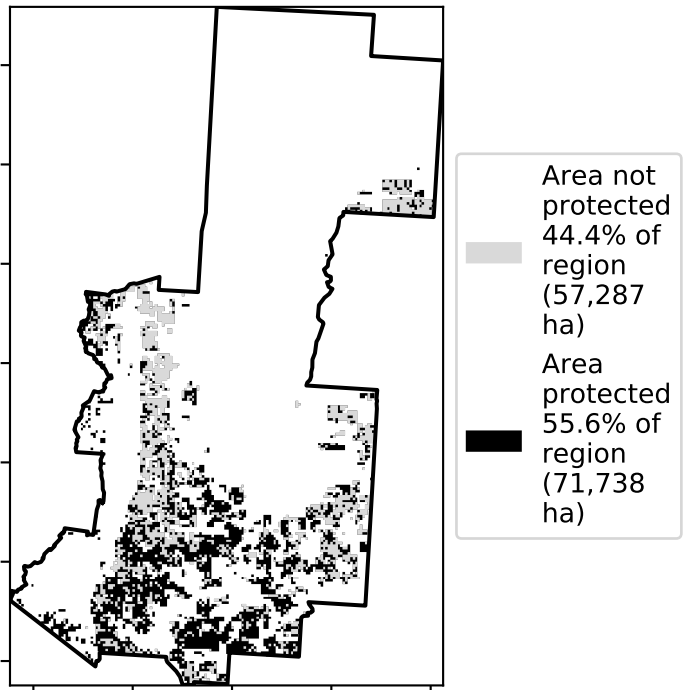 Area not
protected
44.4% of
region
(57,287
ha)
Area
protected
55.6% of
region
(71,738
ha)